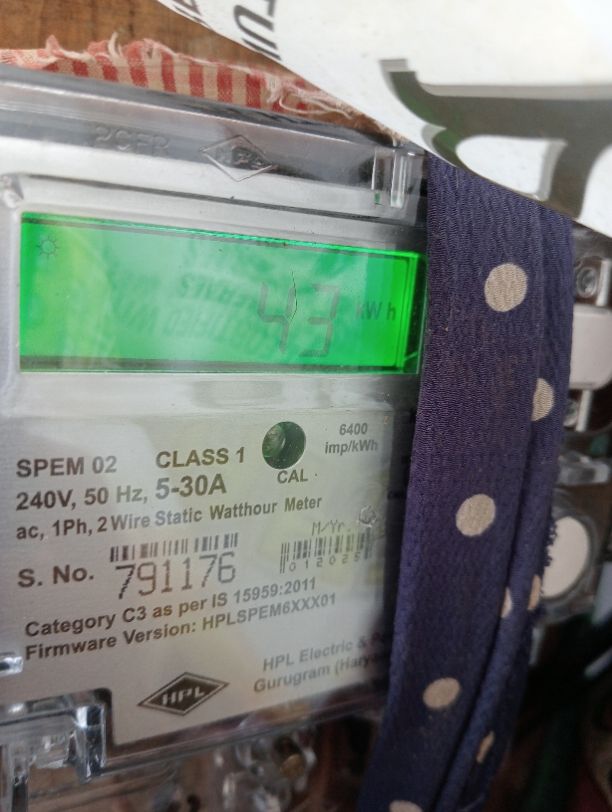 43 kWh
SPEM 02 CLASS 1
CAL
6400
imp/kWh
240V, 50 Hz, 5-30A
ac, 1Ph, 2 Wire Static Watthour Meter
M/Yr.
S. No. 791176
012025
Category C3 as per IS 15959:2011
Firmware Version: HPLSPEM6XXX01
HPL Electric &
Gurugram
HPL